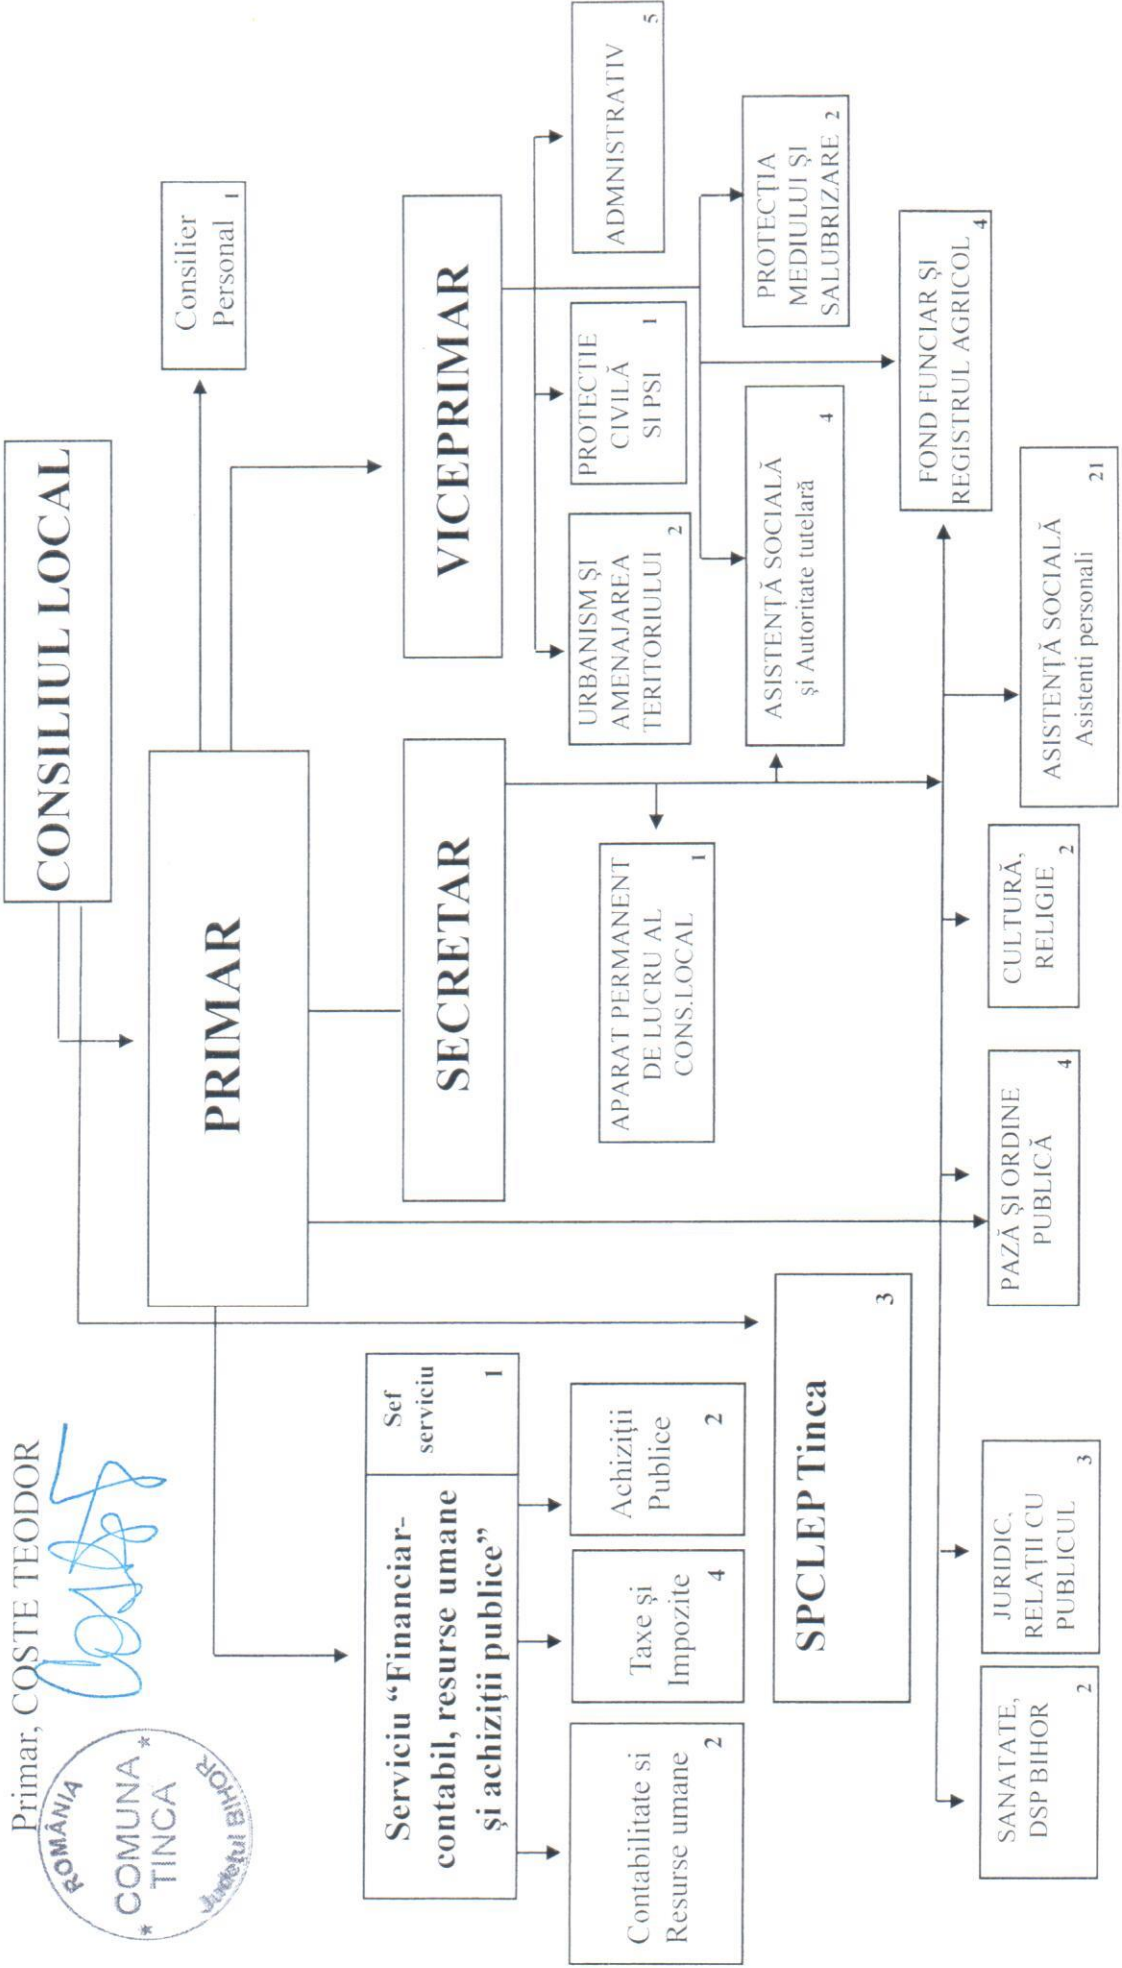 Primar, COSTE TEODOR
ROMÂNIA
* COMUNA *
TINCA
Județul BIHOR
CONSILIUL LOCAL
PRIMAR
Consilier
Personal 1
SECRETAR
VICEPRIMAR
Serviciu “Financiar-
contabil, resurse umane
și achiziții publice”
Sef
serviciu
1
Contabilitate si
Resurse umane
2
Taxe și
Impozite
4
Achiziții
Publice
2
APARAT PERMANENT
DE LUCRU AL
CONS.LOCAL
1
URBANISM ȘI
AMENAJAREA
TERITORIULUI
2
PROTECTIE
CIVILĂ
SI PSI
1
ADMNISTRATIV
5
SPCLEP Tinca
3
ASISTENȚĂ SOCIALĂ
și Autoritate tutelară
4
PROTECȚIA
MEDIULUI ȘI
SALUBRIZARE 2
FOND FUNCIAR ȘI
REGISTRUL AGRICOL
4
SANATATE,
DSP BIHOR
2
JURIDIC,
RELAȚII CU
PUBLICUL
3
PAZĂ ȘI ORDINE
PUBLICĂ
4
CULTURĂ,
RELIGIE
2
ASISTENȚĂ SOCIALĂ
Asistenti personali
21